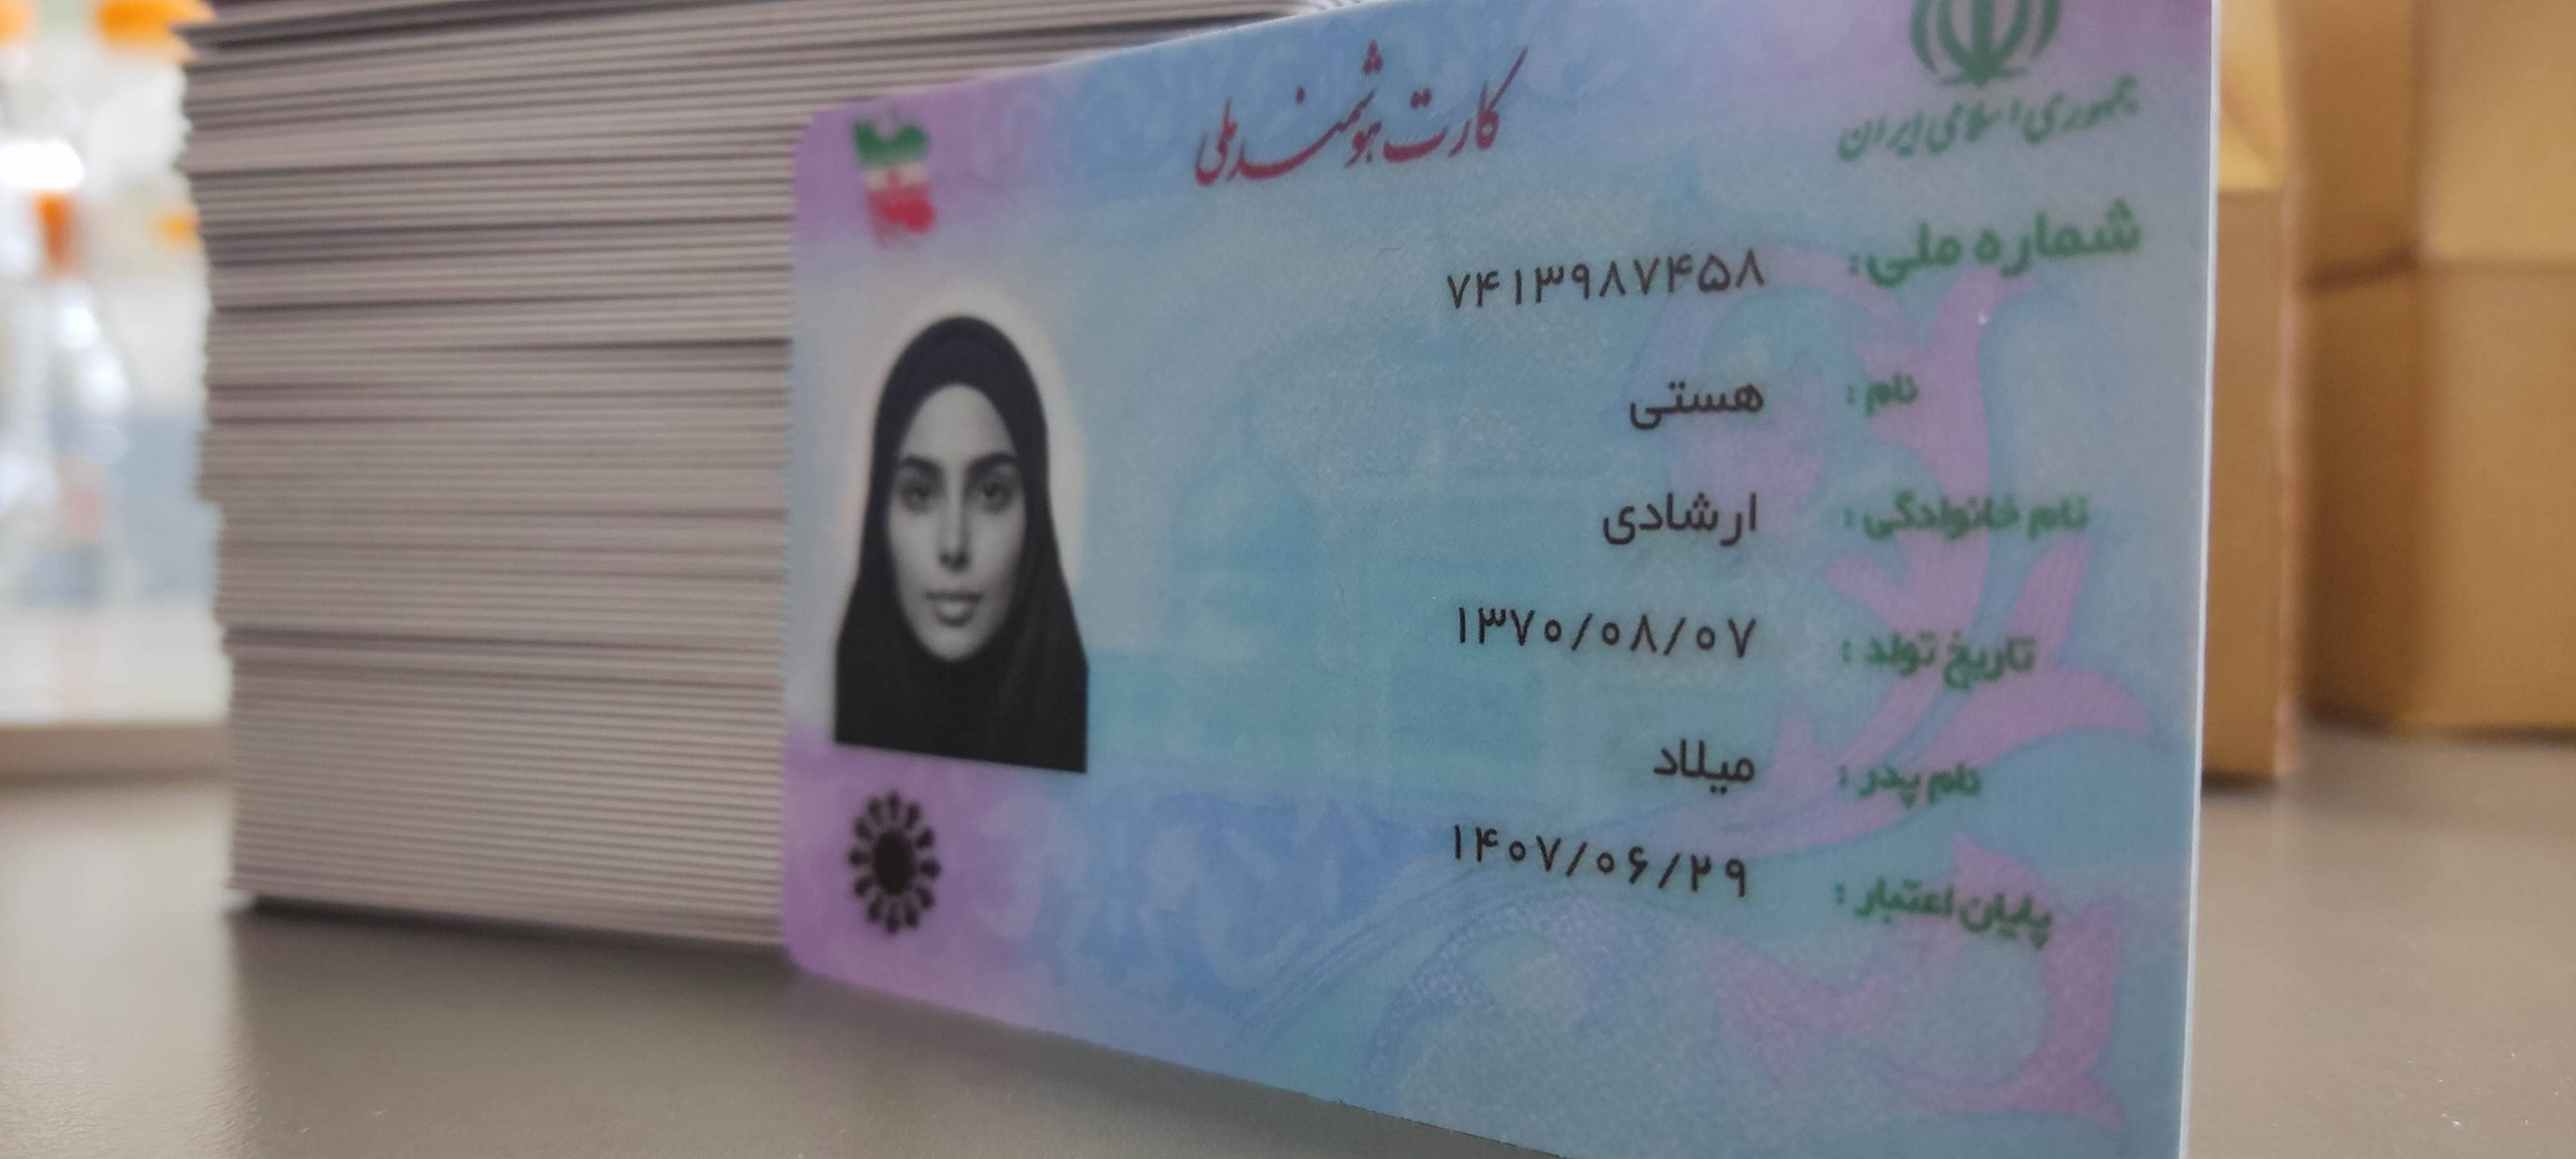 جمهوری اسلامی ایران
کارت هوشمند ملی
شماره ملی: ۷۴۱۳۹۸۷۴۵۸
نام: هستی
نام خانوادگی: ارشادی
تاریخ تولد: ۱۳۷۰/۰۸/۰۷
نام پدر: میلاد
پایان اعتبار: ۱۴۰۷/۰۶/۲۹